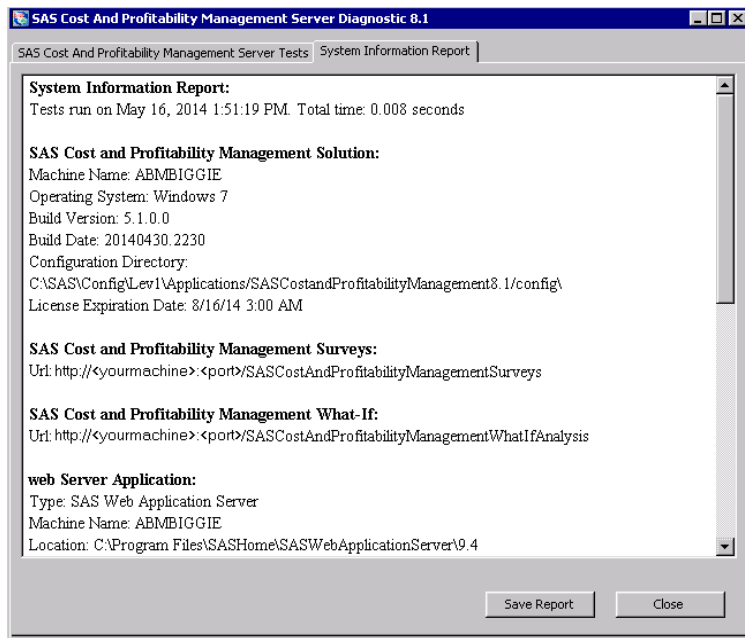 SAS Cost And Profitability Management Server Diagnostic 8.1
SAS Cost And Profitability Management Server Tests
System Information Report
System Information Report:
Tests run on May 16, 2014 1:51:19 PM. Total time: 0.008 seconds
SAS Cost and Profitability Management Solution:
Machine Name: ABMBIGGIE
Operating System: Windows 7
Build Version: 5.1.0.0
Build Date: 20140430.2230
Configuration Directory:
C:\SAS\Config\Lev1\Applications/SASCostandProfitabilityManagement8.1/config\
License Expiration Date: 8/16/14 3:00 AM
SAS Cost and Profitability Management Surveys:
Url: http://<yourmachine>:<port>/SASCostAndProfitabilityManagementSurveys
SAS Cost and Profitability Management What-If:
Url: http://<yourmachine>:<port>/SASCostAndProfitabilityManagementWhatIfAnalysis
web Server Application:
Type: SAS Web Application Server
Machine Name: ABMBIGGIE
Location: C:\Program Files\SASHome\SASWebApplicationServer\9.4
Save Report
Close